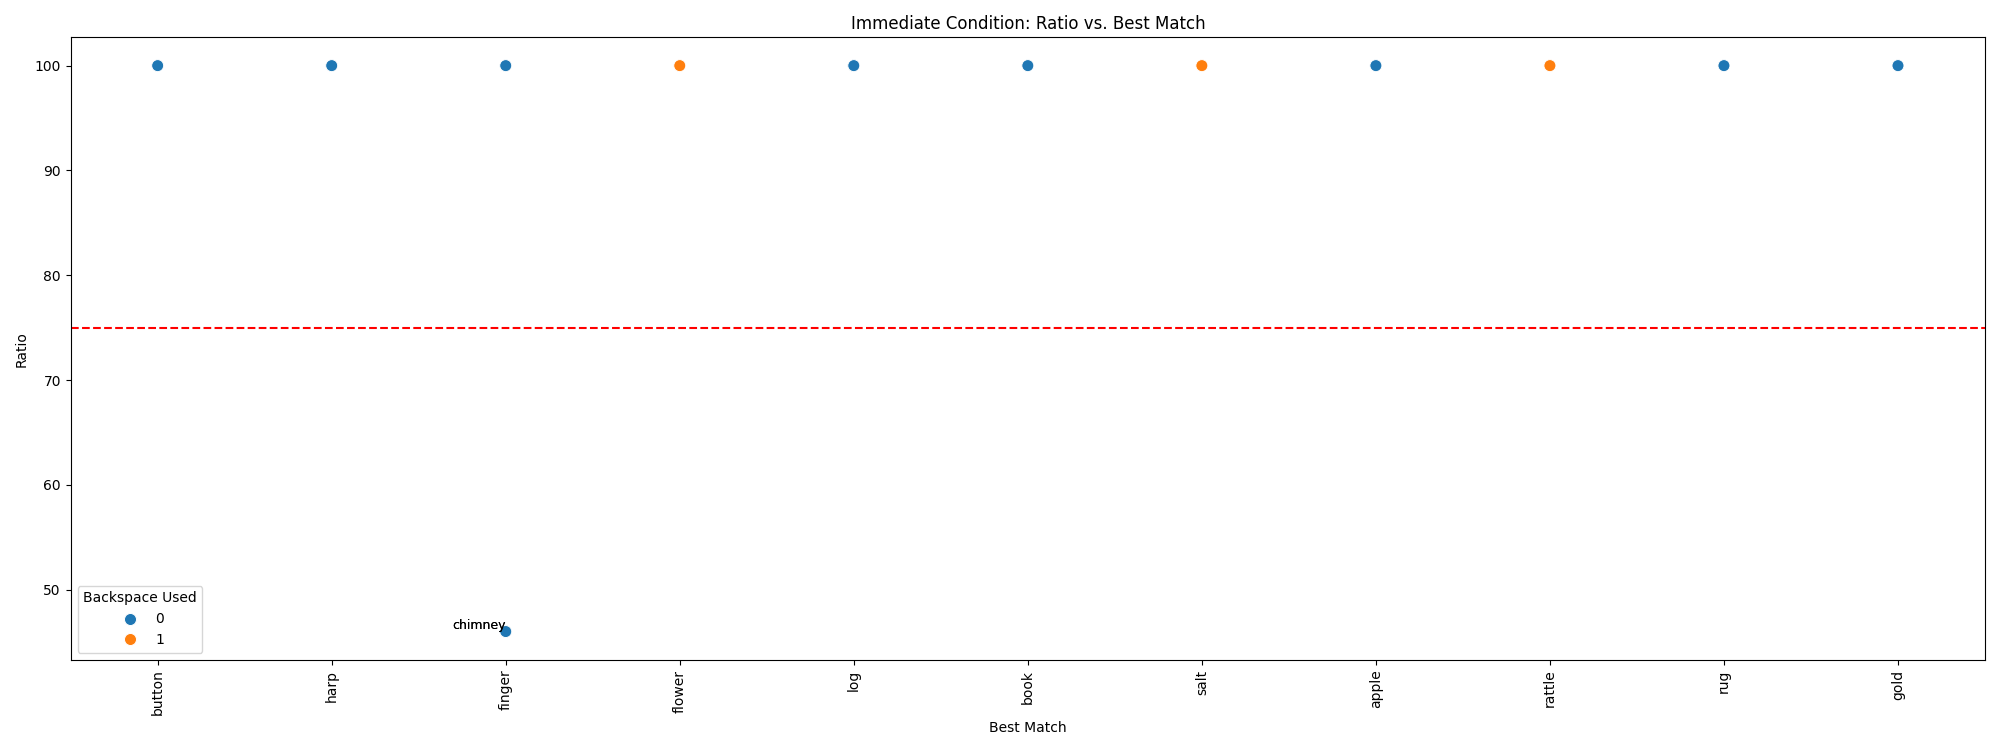 Immediate Condition: Ratio vs. Best Match
100
90
80
70
60
50
Ratio
chimney
Backspace Used
0
1
button
harp
finger
flower
log
book
salt
apple
rattle
rug
gold
Best Match